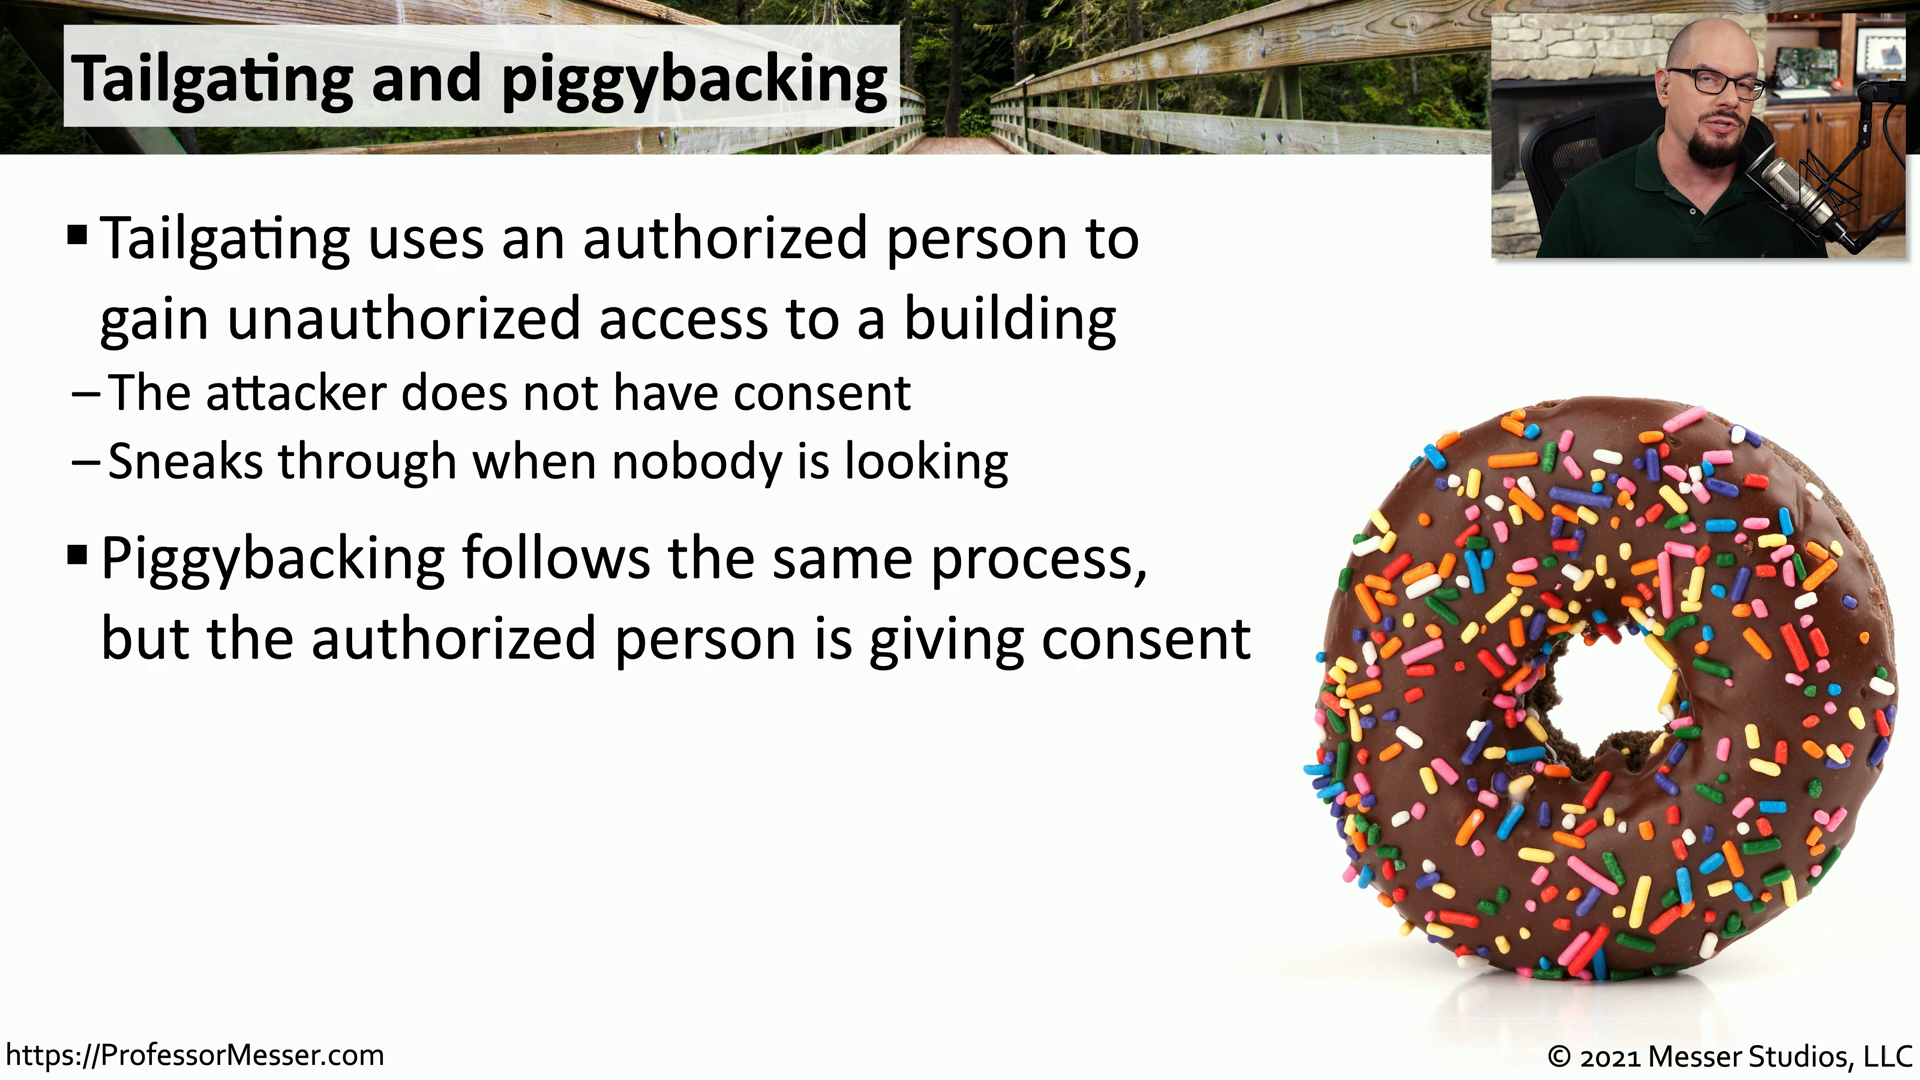 Tailgating and piggybacking
▪ Tailgating uses an authorized person to
gain unauthorized access to a building
– The attacker does not have consent
– Sneaks through when nobody is looking
▪ Piggybacking follows the same process,
but the authorized person is giving consent
https://ProfessorMesser.com
© 2021 Messer Studios, LLC